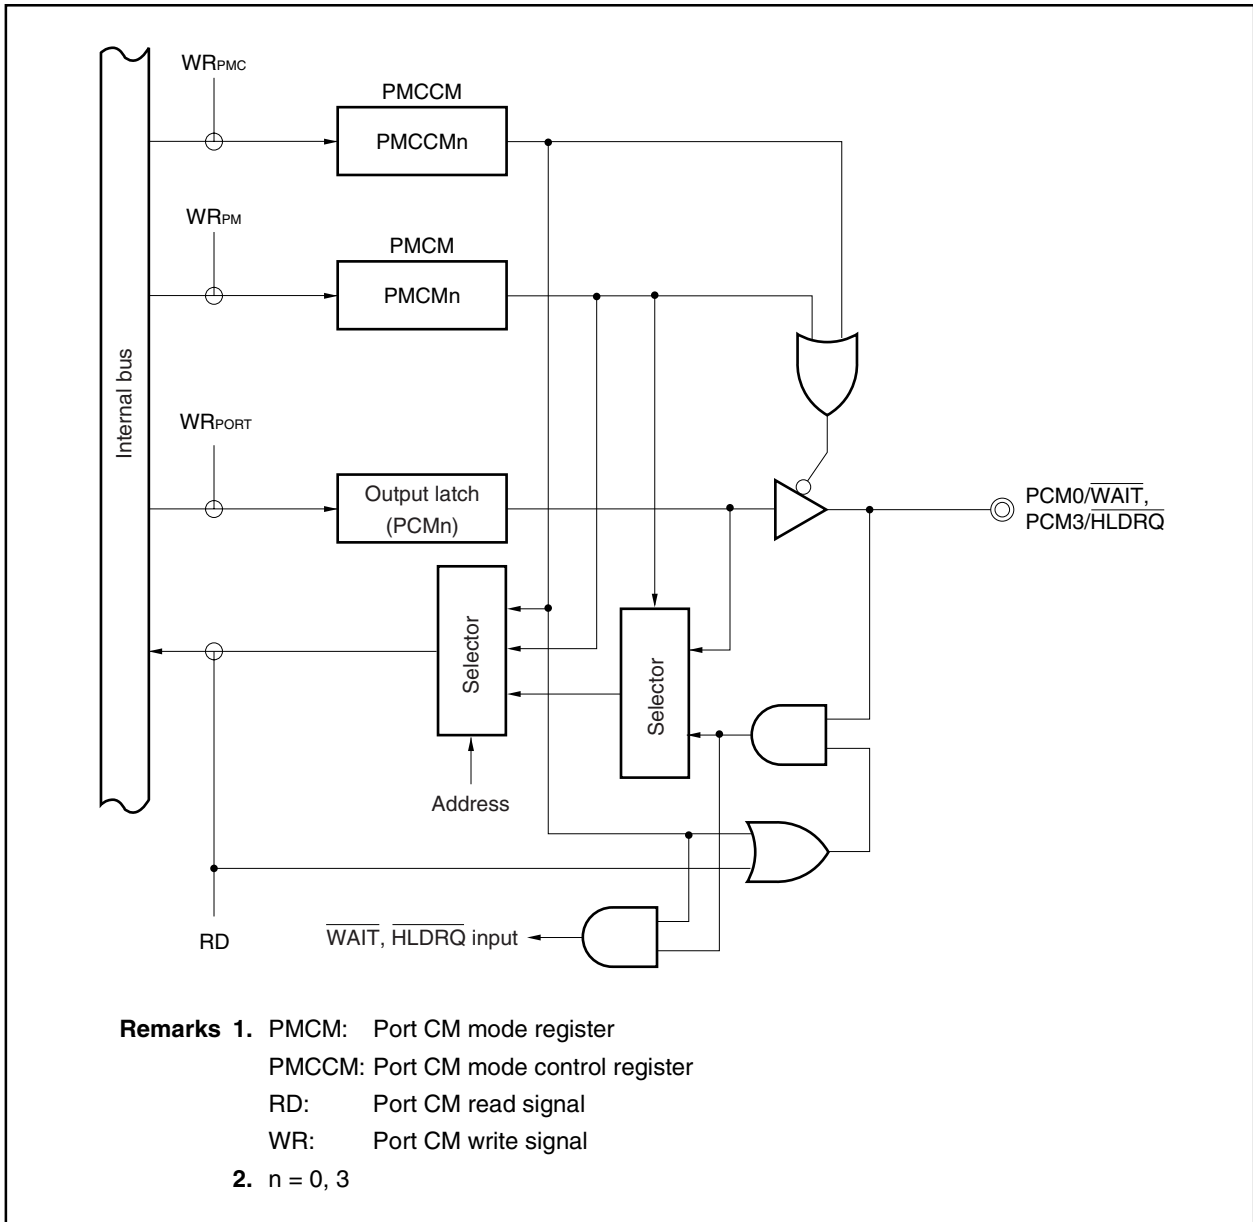 WRPMC
PMCCM
PMCCMn
WRPM
PMCM
PMCMn
Internal bus
WRPORT
Output latch
(PCMn)
PCM0/WAIT,
PCM3/HLDRQ
Selector
Selector
Address
RD
WAIT, HLDRQ input
Remarks 1. PMCM: Port CM mode register
PMCCM: Port CM mode control register
RD: Port CM read signal
WR: Port CM write signal
2. n = 0, 3